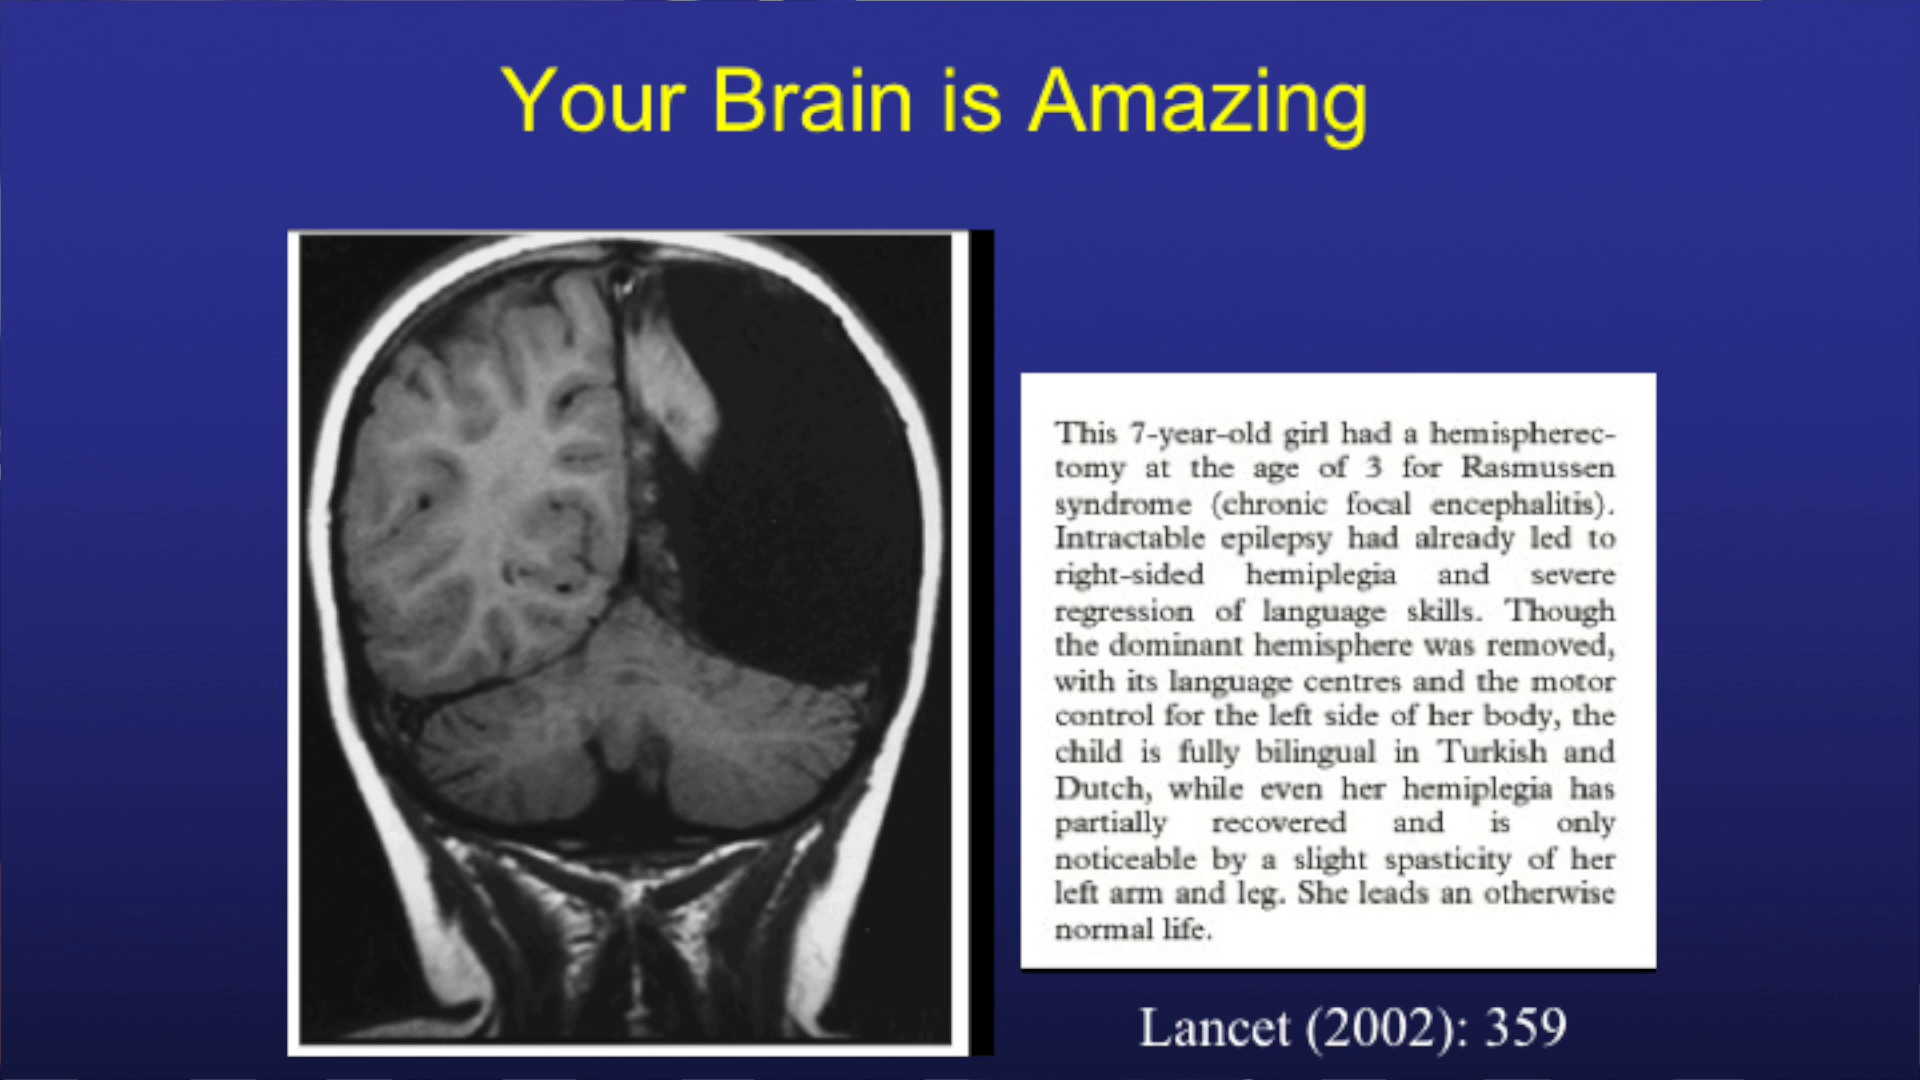 Your Brain is Amazing
This 7-year-old girl had a hemispherec-
tomy at the age of 3 for Rasmussen
syndrome (chronic focal encephalitis).
Intractable epilepsy had already led to
right-sided hemiplegia and severe
regression of language skills. Though
the dominant hemisphere was removed,
with its language centres and the motor
control for the left side of her body, the
child is fully bilingual in Turkish and
Dutch, while even her hemiplegia has
partially recovered and is only
noticeable by a slight spasticity of her
left arm and leg. She leads an otherwise
normal life.
Lancet (2002): 359